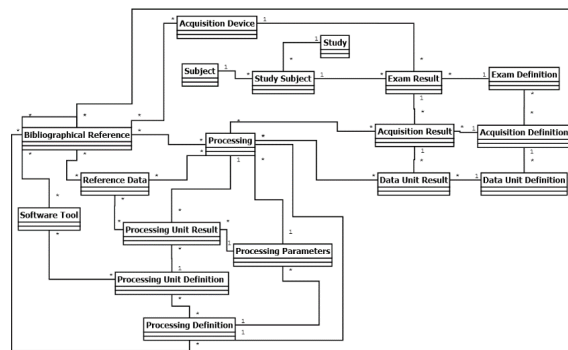 Acquisition Device
Study
Subject
Study Subject
Exam Result
Exam Definition
Bibliographical Reference
Processing
Acquisition Result
Acquisition Definition
Reference Data
Data Unit Result
Data Unit Definition
Software Tool
Processing Unit Result
Processing Parameters
Processing Unit Definition
Processing Definition